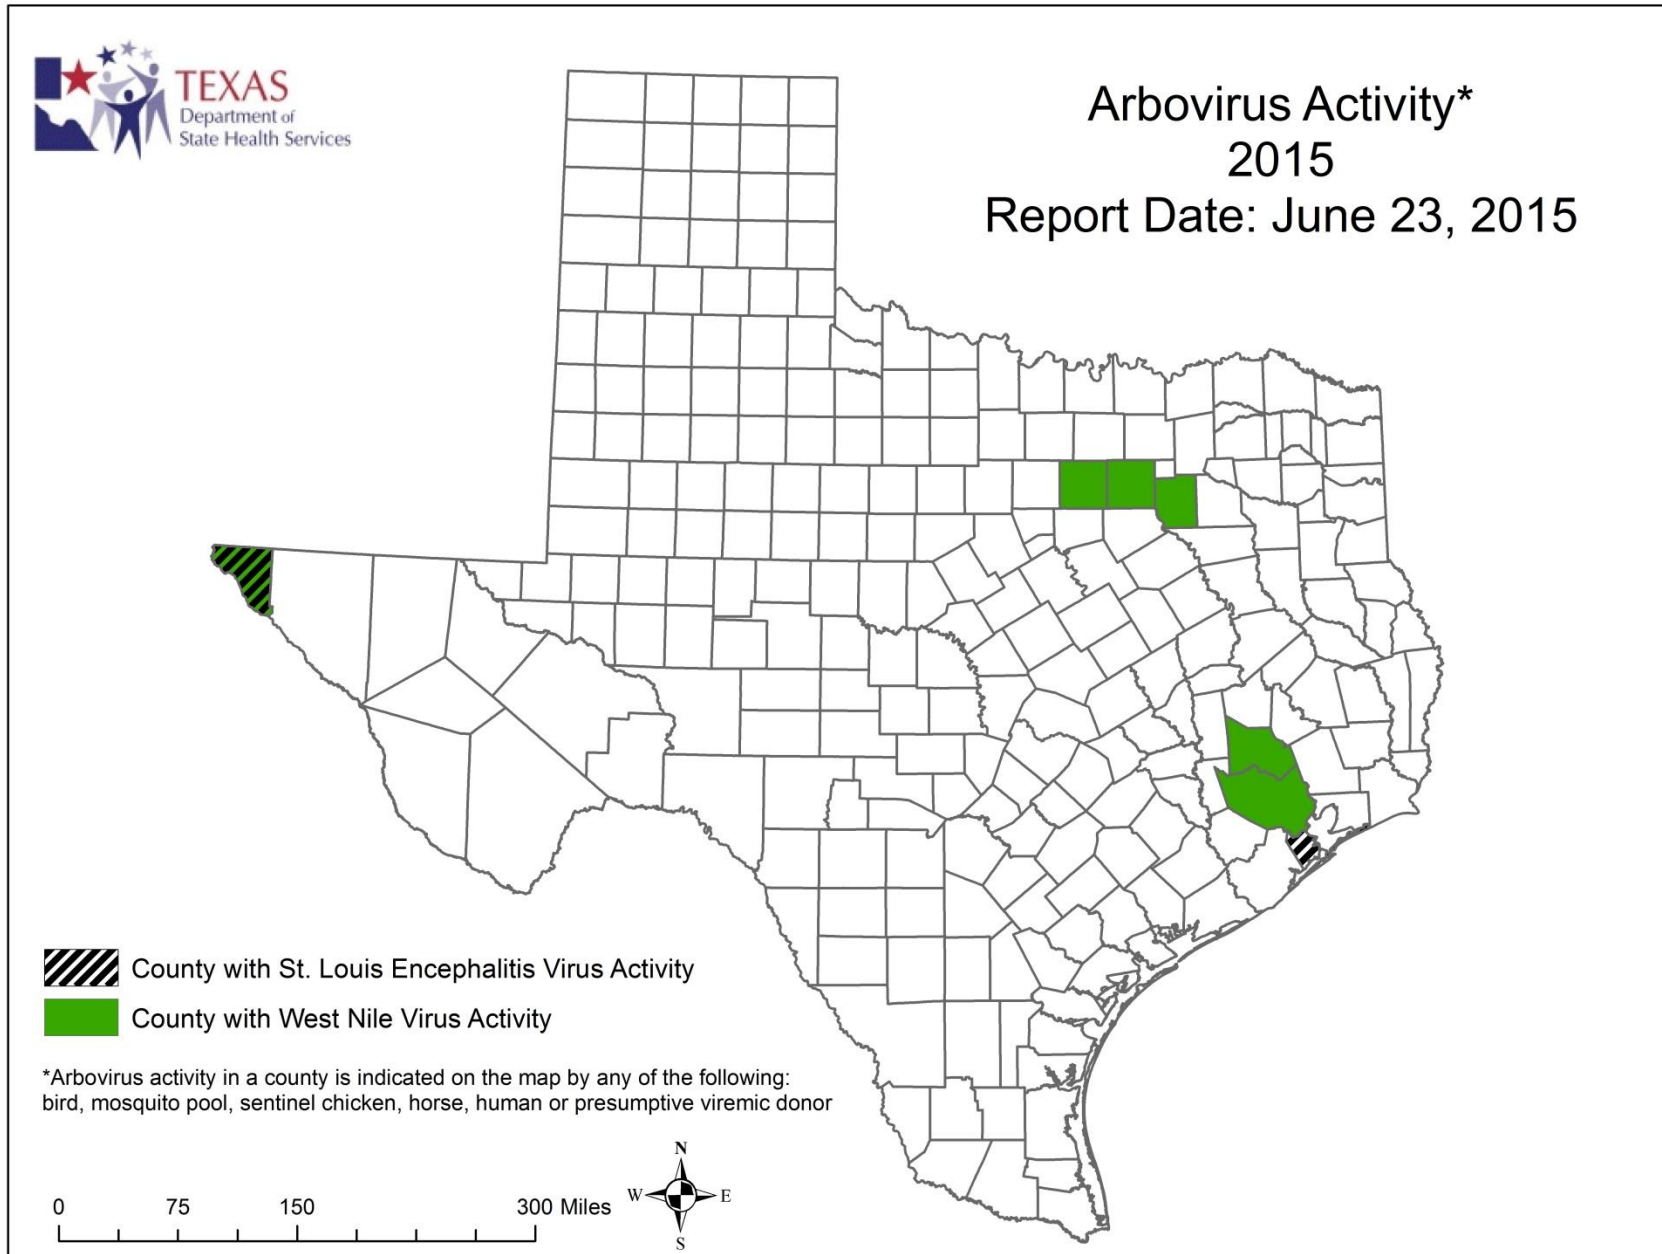 TEXAS
Department of
State Health Services
Arbovirus Activity*
2015
Report Date: June 23, 2015
County with St. Louis Encephalitis Virus Activity
County with West Nile Virus Activity
*Arbovirus activity in a county is indicated on the map by any of the following:
bird, mosquito pool, sentinel chicken, horse, human or presumptive viremic donor
0 75 150 300 Miles
N
W E
S